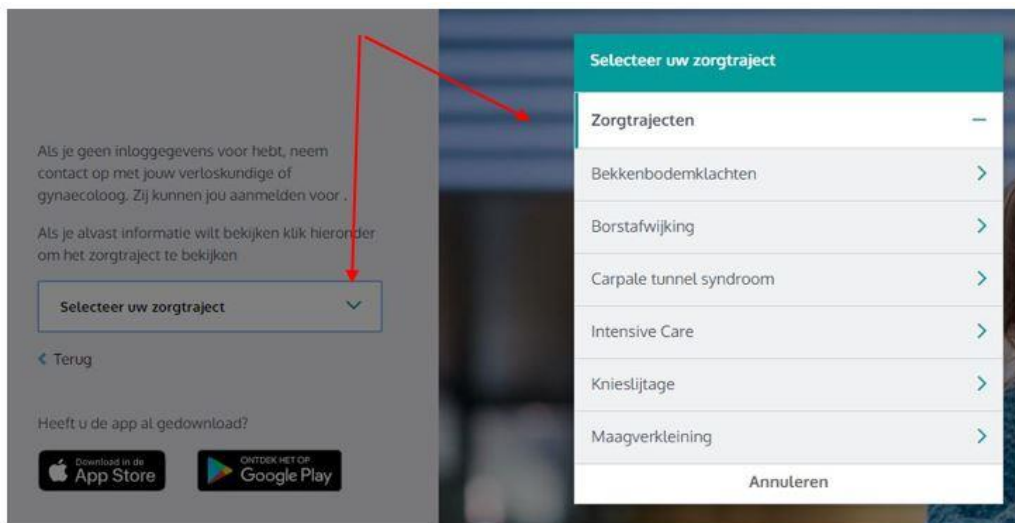 Als je geen inloggegevens voor hebt, neem
contact op met jouw verloskundige of
gynaecoloog. Zij kunnen jou aanmelden voor .
Als je alvast informatie wilt bekijken klik hieronder
om het zorgtraject te bekijken
Selecteer uw zorgtraject
Terug
Heeft u de app al gedownload?
Download in de
App Store
ONTDEK HET OP
Google Play
Selecteer uw zorgtraject
Zorgtrajecten
Bekkenbodemklachten
Borstafwijking
Carpale tunnel syndroom
Intensive Care
Knieslijtage
Maagverkleining
Annuleren